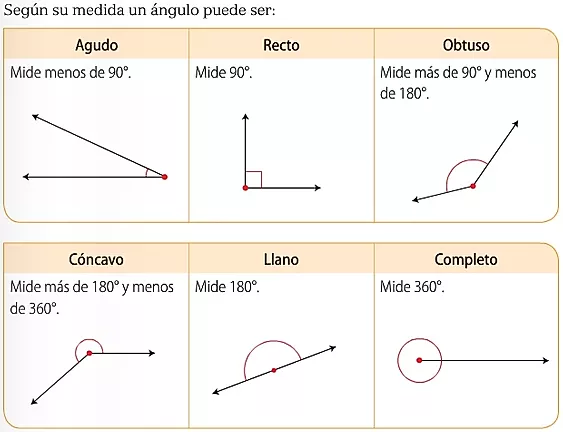 Según su medida un ángulo puede ser:
Agudo
Recto
Obtuso
Mide menos de 90°.
Mide 90°.
Mide más de 90° y menos
de 180°.
Cóncavo
Llano
Completo
Mide más de 180° y menos
de 360°.
Mide 180°.
Mide 360°.